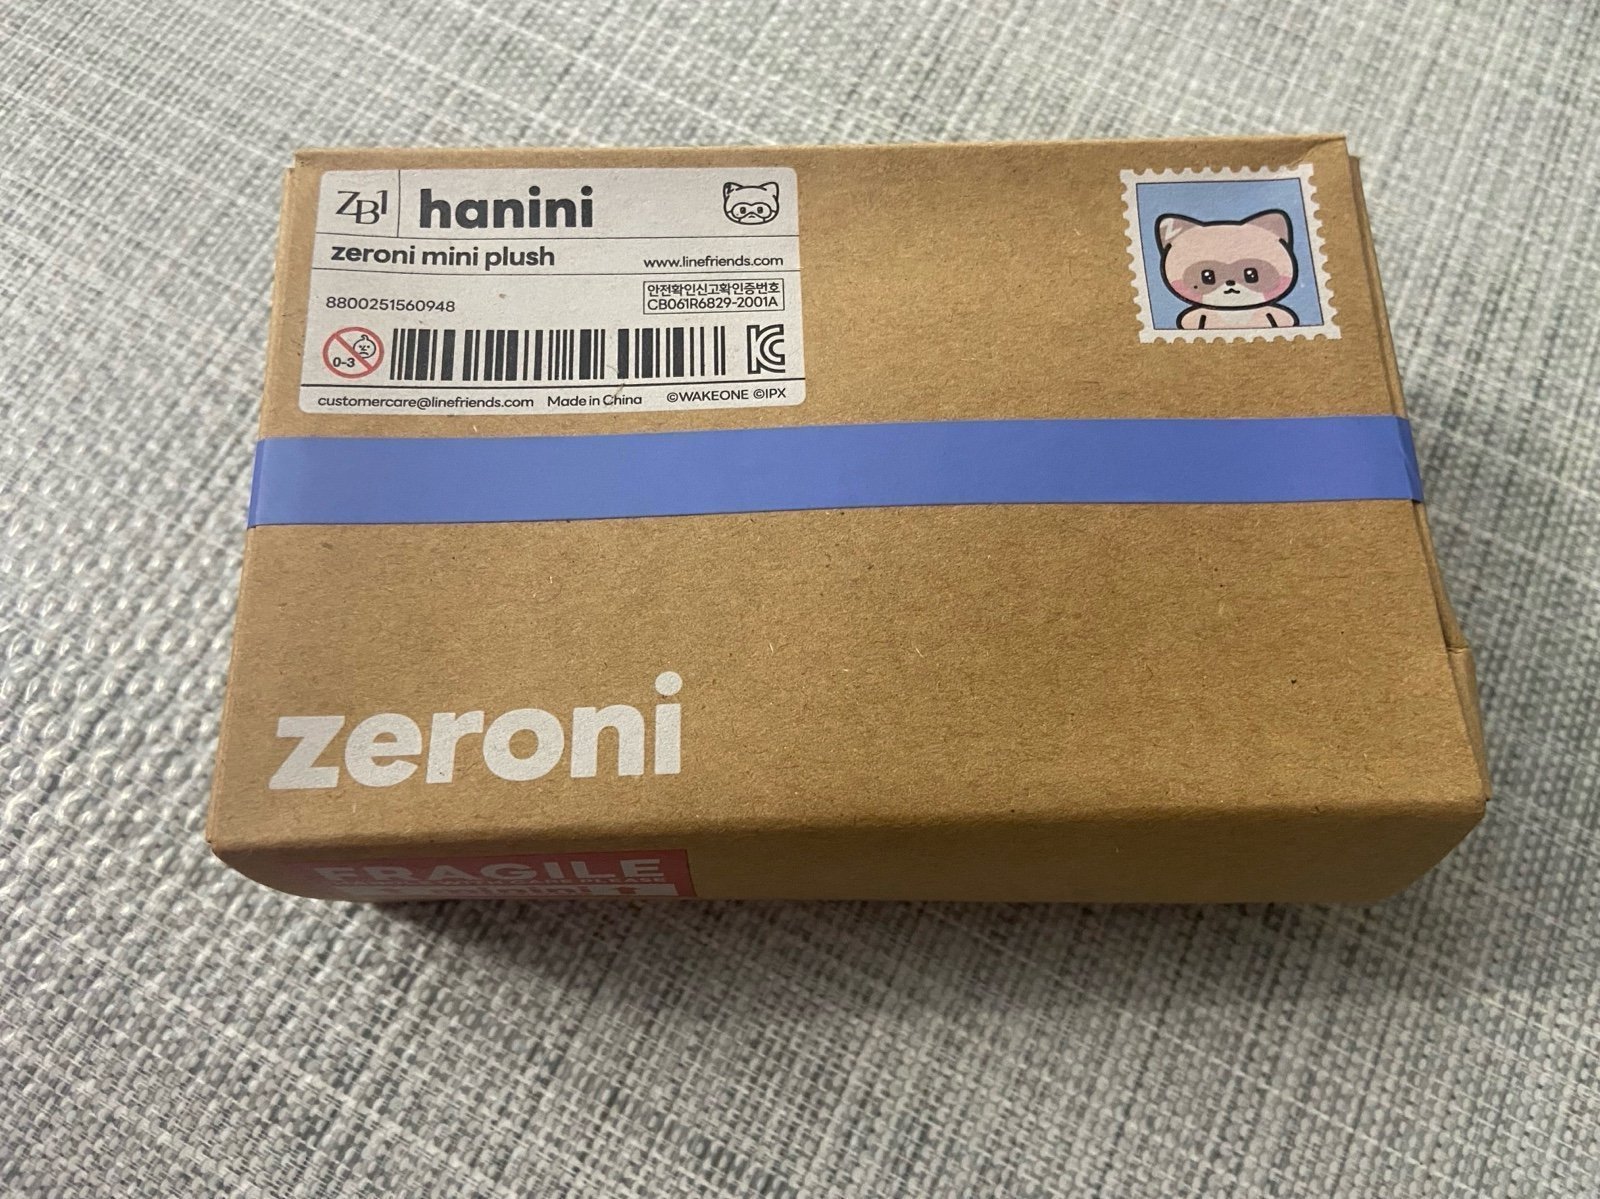 ZB1 hanini
zeroni mini plush
www.linefriends.com
8800251560948
안전확인신고확인증번호
CB061R6829-2001A
0-3
customercare@linefriends.com Made in China ©WAKEONE ©IPX
Z
zeroni
FRAGILE
PLEASE